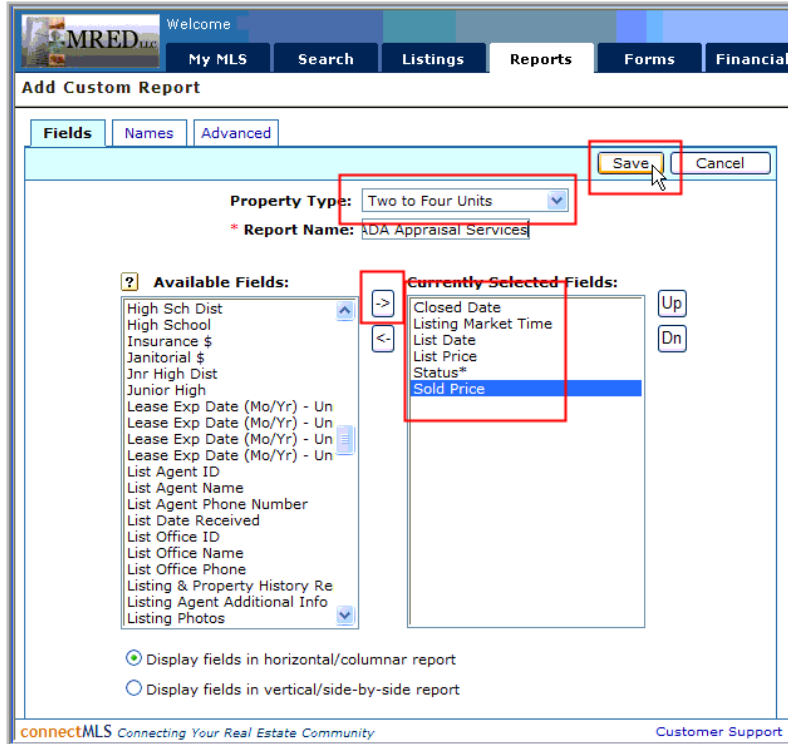 MRED LLC
Welcome
My MLS Search Listings Reports Forms Financial
Add Custom Report
Fields Names Advanced
Save Cancel
Property Type: Two to Four Units
* Report Name: ADA Appraisal Services
? Available Fields: Currently Selected Fields:
High Sch Dist
High School
Insurance $
Janitorial $
Jnr High Dist
Junior High
Lease Exp Date (Mo/Yr) - Un
Lease Exp Date (Mo/Yr) - Un
Lease Exp Date (Mo/Yr) - Un
Lease Exp Date (Mo/Yr) - Un
List Agent ID
List Agent Name
List Agent Phone Number
List Date Received
List Office ID
List Office Name
List Office Phone
Listing & Property History Re
Listing Agent Additional Info
Listing Photos
->
<-
Closed Date
Listing Market Time
List Date
List Price
Status*
Sold Price
Up
Dn
Display fields in horizontal/columnar report
Display fields in vertical/side-by-side report
connectMLS Connecting Your Real Estate Community Customer Support